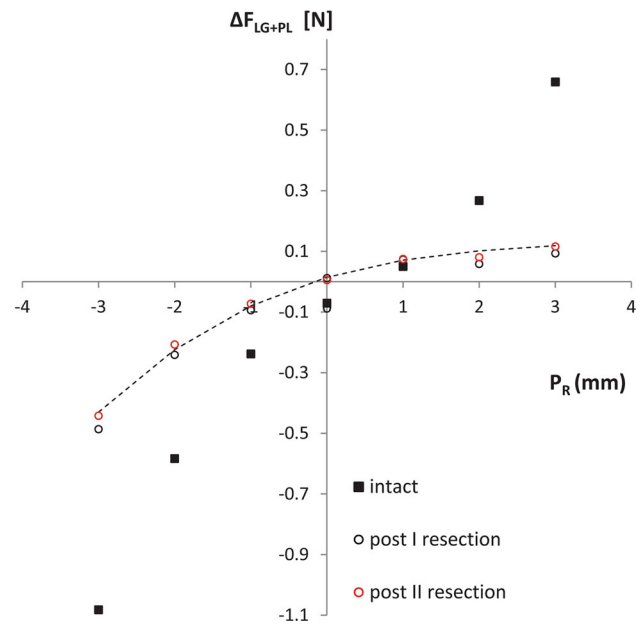 ΔF_LG+PL [N]
0.7
0.5
0.3
0.1
-4 -3 -2 -1 0 1 2 3 4
-0.1
-0.3
P_R (mm)
-0.5
intact
-0.7
post I resection
-0.9
post II resection
-1.1